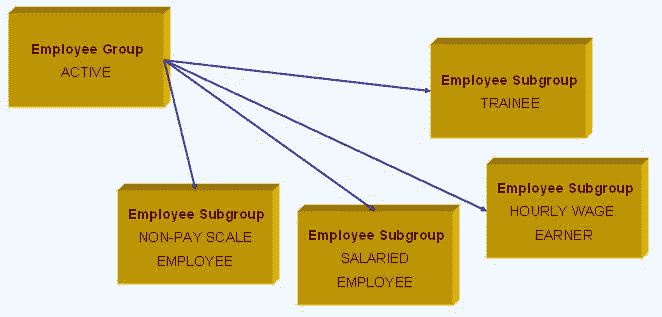 Employee Group
ACTIVE
Employee Subgroup
TRAINEE
Employee Subgroup
HOURLY WAGE
EARNER
Employee Subgroup
NON-PAY SCALE
EMPLOYEE
Employee Subgroup
SALARIED
EMPLOYEE